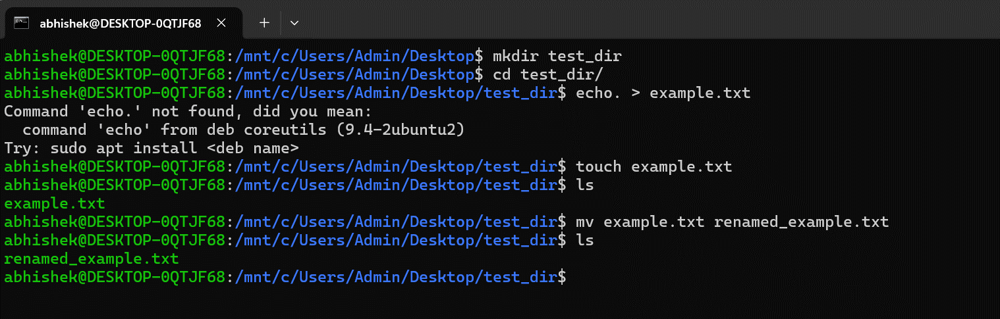 abhishek@DESKTOP-0QTJF68
abhishek@DESKTOP-0QTJF68:/mnt/c/Users/Admin/Desktop$ mkdir test_dir
abhishek@DESKTOP-0QTJF68:/mnt/c/Users/Admin/Desktop$ cd test_dir/
abhishek@DESKTOP-0QTJF68:/mnt/c/Users/Admin/Desktop/test_dir$ echo. > example.txt
Command 'echo.' not found, did you mean:
  command 'echo' from deb coreutils (9.4-2ubuntu2)
Try: sudo apt install <deb name>
abhishek@DESKTOP-0QTJF68:/mnt/c/Users/Admin/Desktop/test_dir$ touch example.txt
abhishek@DESKTOP-0QTJF68:/mnt/c/Users/Admin/Desktop/test_dir$ ls
example.txt
abhishek@DESKTOP-0QTJF68:/mnt/c/Users/Admin/Desktop/test_dir$ mv example.txt renamed_example.txt
abhishek@DESKTOP-0QTJF68:/mnt/c/Users/Admin/Desktop/test_dir$ ls
renamed_example.txt
abhishek@DESKTOP-0QTJF68:/mnt/c/Users/Admin/Desktop/test_dir$